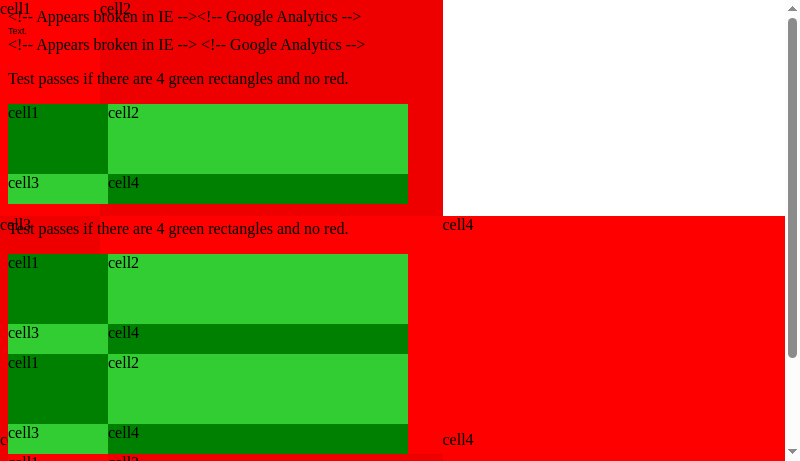 cell1 cell2
<!-- Appears broken in IE --><!-- Google Analytics -->
Text
<!-- Appears broken in IE --> <!-- Google Analytics -->
Test passes if there are 4 green rectangles and no red.
cell1 cell2
cell3 cell4
cell3 cell4
Test passes if there are 4 green rectangles and no red.
cell1 cell2
cell3 cell4
cell1 cell2
cell3 cell4
cell4